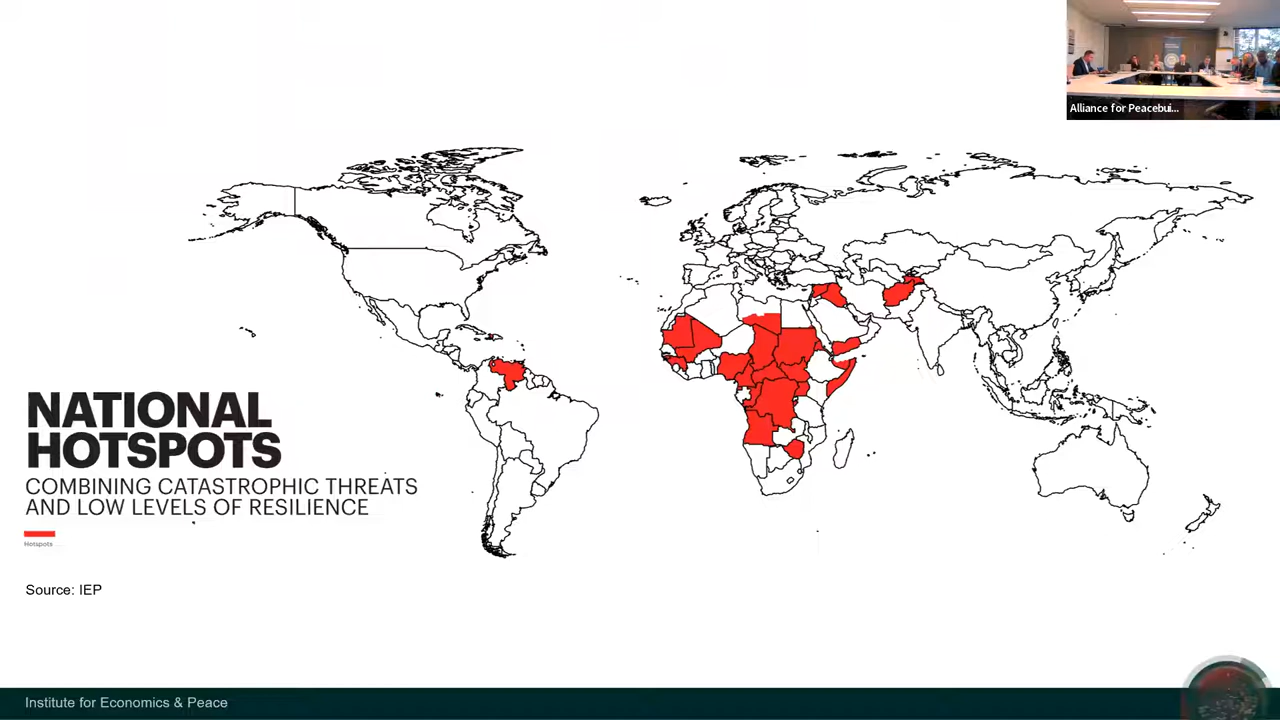 Alliance for Peacebui...
NATIONAL
HOTSPOTS
COMBINING CATASTROPHIC THREATS
AND LOW LEVELS OF RESILIENCE
Hotspots
Source: IEP
Institute for Economics & Peace